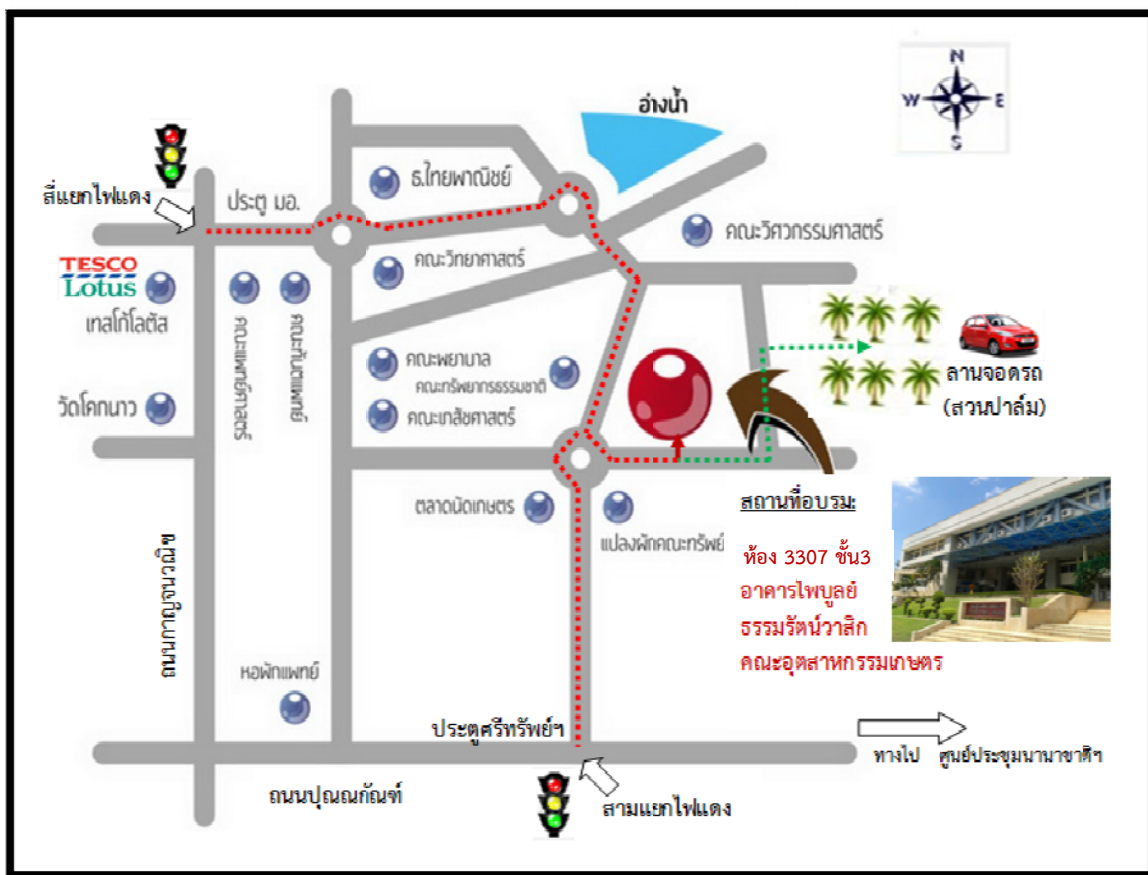 N
W E
S
อ่างน้ำ
สี่แยกไฟแดง
ประตู มอ.
ธ.ไทยพาณิชย์
คณะวิศวกรรมศาสตร์
คณะวิทยาศาสตร์
TESCO
Lotus
เทสโก้โลตัส
คณะแพทย์ศาสตร์
คณะทันตแพทย์
คณะพยาบาล
คณะทรัพยากรธรรมชาติ
คณะเภสัชศาสตร์
วัดโคกนาว
ลานจอดรถ
(สวนปาล์ม)
ตลาดนัดเกษตร
แปลงผักคณะทรัพย์
สถานที่อบรม:
ห้อง 3307 ชั้น3
อาคารไพบูลย์
ธรรมรัตน์วาสิก
คณะอุตสาหกรรมเกษตร
ถนนกาญจนวนิชฯ
หอพักแพทย์
ประตูศรีทรัพย์ฯ
ทางไป ศูนย์ประชุมนานาชาติฯ
ถนนปุณณกัณฑ์
สามแยกไฟแดง